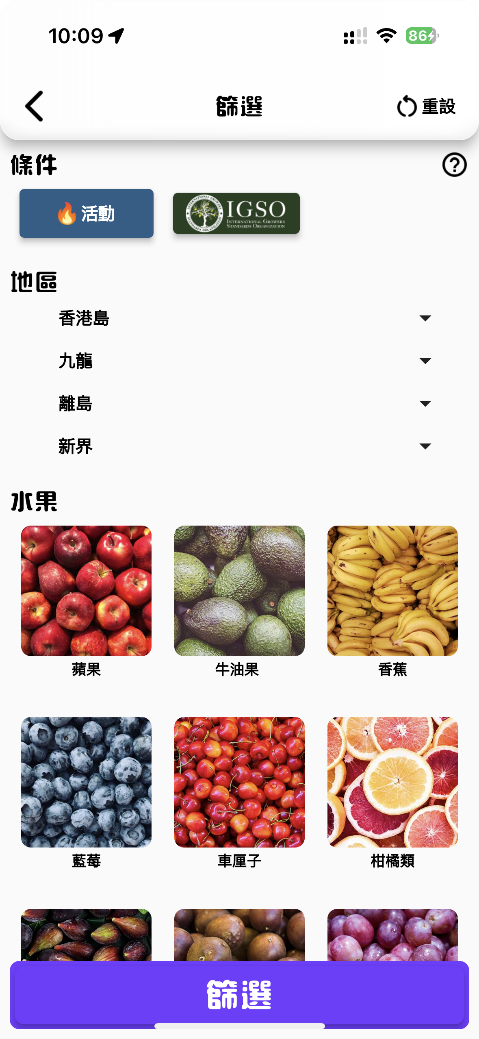 10:09
86
篩選
重設
條件
活動
IGSO
INTERNATIONAL GROWERS
STANDARDS ORGANIZATION
地區
香港島
九龍
離島
新界
水果
蘋果
牛油果
香蕉
藍莓
車厘子
柑橘類
篩選